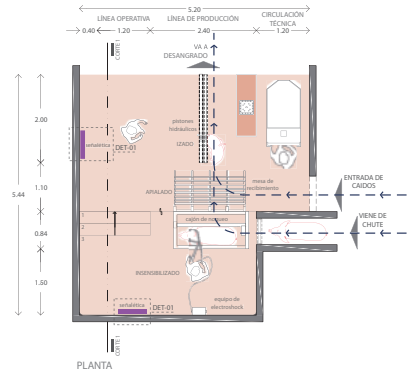 5.20
LÍNEA OPERATIVA
LÍNEA DE PRODUCCIÓN
CIRCULACIÓN
TÉCNICA
0.40
1.20
2.40
1.20
CORTE 1
VA A
DESANGRADO
2.00
1.10
5.44
0.84
1.50
pistones
hidráulicos
señalética
DET-01
IZADO
mesa de
recibimiento
ENTRADA DE
CAIDOS
APIALADO
cajón de noqueo
VIENE DE
CHUTE
1
2
3
INSENSIBILIZADO
señalética
DET-01
equipo de
electroshock
CORTE 1
PLANTA